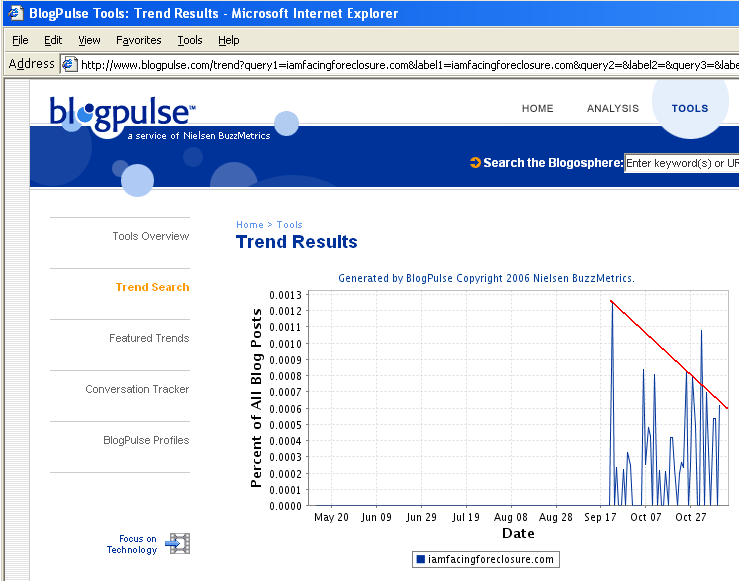 BlogPulse Tools: Trend Results - Microsoft Internet Explorer
File Edit View Favorites Tools Help
Address http://www.blogpulse.com/trend?query1=iamfacingforeclosure.com&label1=iamfacingforeclosure.com&query2=&label2=&query3=&labe
blogpulse™
a service of Nielsen BuzzMetrics
HOME ANALYSIS TOOLS
Search the Blogosphere: Enter keyword(s) or UR
Tools Overview
Trend Search
Featured Trends
Conversation Tracker
BlogPulse Profiles
Focus on
Technology
Home > Tools
Trend Results
Generated by BlogPulse Copyright 2006 Nielsen BuzzMetrics.
Percent of All Blog Posts
0.0013
0.0012
0.0011
0.0010
0.0009
0.0008
0.0007
0.0006
0.0005
0.0004
0.0003
0.0002
0.0001
0.0000
May 20 Jun 09 Jun 29 Jul 19 Aug 08 Aug 28 Sep 17 Oct 07 Oct 27
Date
iamfacingforeclosure.com